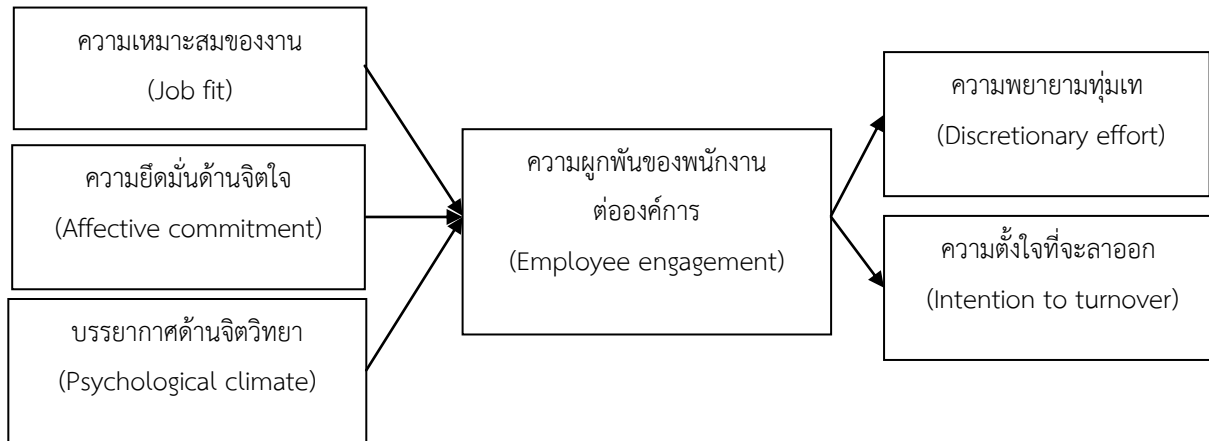 ความเหมาะสมของงาน
(Job fit)
ความยึดมั่นด้านจิตใจ
(Affective commitment)
บรรยากาศด้านจิตวิทยา
(Psychological climate)
ความผูกพันของพนักงาน
ต่อองค์การ
(Employee engagement)
ความพยายามทุ่มเท
(Discretionary effort)
ความตั้งใจที่จะลาออก
(Intention to turnover)